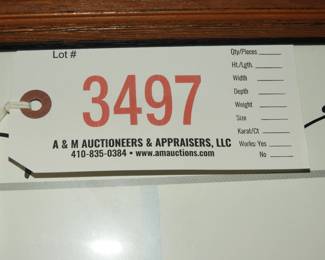 Lot #
3497
A & M AUCTIONEERS & APPRAISERS, LLC
410-835-0384 • www.amauctions.com
Qty/Pieces
Ht./Lgth.
Width
Depth
Weight
Size
Karat/Ct
Works: Yes
No